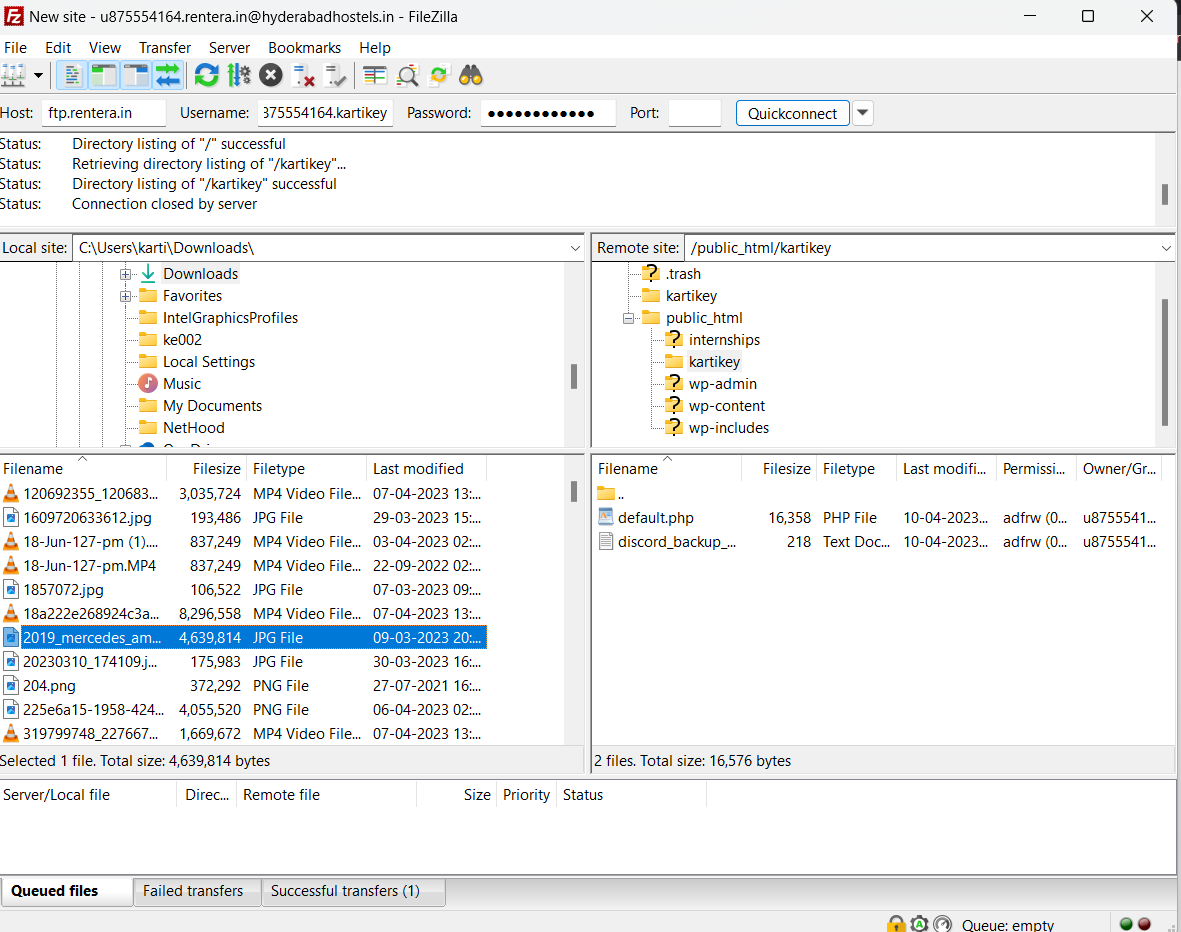 New site - u875554164.rentera.in@hyderabadhostels.in - FileZilla
File Edit View Transfer Server Bookmarks Help
Host: ftp.rentera.in Username: 375554164.kartikey Password: ●●●●●●●●●●●● Port: Quickconnect
Status: Directory listing of "/" successful
Status: Retrieving directory listing of "/kartikey"...
Status: Directory listing of "/kartikey" successful
Status: Connection closed by server
Local site: C:\Users\karti\Downloads\
Downloads
Favorites
IntelGraphicsProfiles
ke002
Local Settings
Music
My Documents
NetHood
Remote site: /public_html/kartikey
.trash
kartikey
public_html
internships
kartikey
wp-admin
wp-content
wp-includes
Filename Filesize Filetype Last modified
120692355_120683... 3,035,724 MP4 Video File... 07-04-2023 13:...
1609720633612.jpg 193,486 JPG File 29-03-2023 15:...
18-Jun-127-pm (1).... 837,249 MP4 Video File... 03-04-2023 02:...
18-Jun-127-pm.MP4 837,249 MP4 Video File... 22-09-2022 02:...
1857072.jpg 106,522 JPG File 07-03-2023 09:...
18a222e268924c3a... 8,296,558 MP4 Video File... 07-04-2023 13:...
2019_mercedes_am... 4,639,814 JPG File 09-03-2023 20:...
20230310_174109.j... 175,983 JPG File 30-03-2023 16:...
204.png 372,292 PNG File 27-07-2021 16:...
225e6a15-1958-424... 4,055,520 PNG File 06-04-2023 02:...
319799748_227667... 1,669,672 MP4 Video File... 07-04-2023 13:...
Selected 1 file. Total size: 4,639,814 bytes
Filename Filesize Filetype Last modifi... Permissi... Owner/Gr...
..
default.php 16,358 PHP File 10-04-2023... adfrw (0... u8755541...
discord_backup_... 218 Text Doc... 10-04-2023... adfrw (0... u8755541...
2 files. Total size: 16,576 bytes
Server/Local file Direc... Remote file Size Priority Status
Queued files Failed transfers Successful transfers (1)
Queue: empty